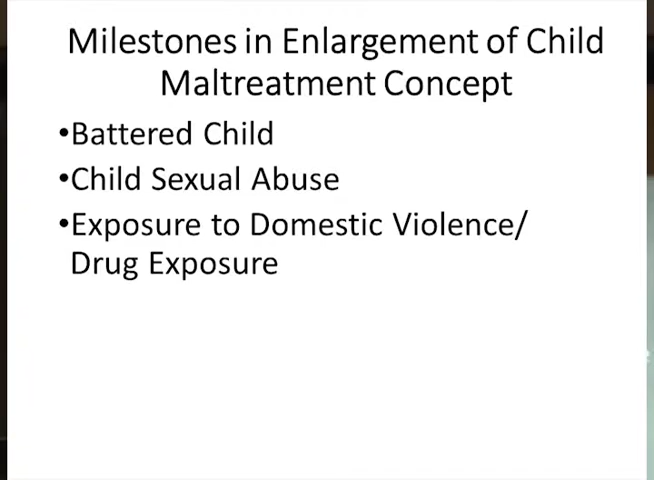 Milestones in Enlargement of Child
Maltreatment Concept
•Battered Child
•Child Sexual Abuse
•Exposure to Domestic Violence/
Drug Exposure